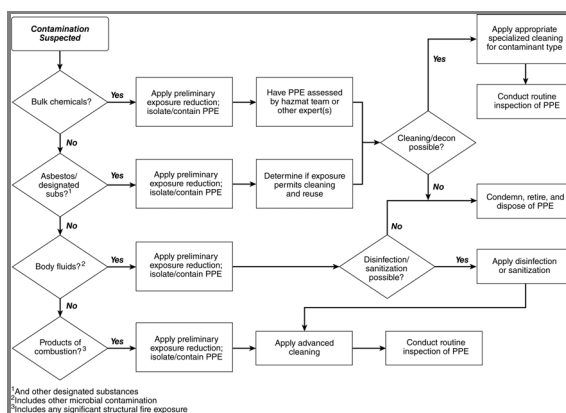 Contamination
Suspected
Bulk chemicals?
Yes
Apply preliminary
exposure reduction;
isolate/contain PPE
Have PPE assessed
by hazmat team or
other expert(s)
Cleaning/decon
possible?
Yes
Apply appropriate
specialized cleaning
for contaminant type
Conduct routine
inspection of PPE
No
Asbestos/
designated
subs?1
Yes
Apply preliminary
exposure reduction;
isolate/contain PPE
Determine if exposure
permits cleaning
and reuse
No
Condemn, retire, and
dispose of PPE
No
Body fluids?2
Yes
Apply preliminary
exposure reduction;
isolate/contain PPE
No
Disinfection/
sanitization
possible?
Yes
Apply disinfection
or sanitization
No
Products of
combustion?3
Yes
Apply preliminary
exposure reduction;
isolate/contain PPE
Apply advanced
cleaning
Conduct routine
inspection of PPE
1And other designated substances
2Includes other microbial contamination
3Includes any significant structural fire exposure